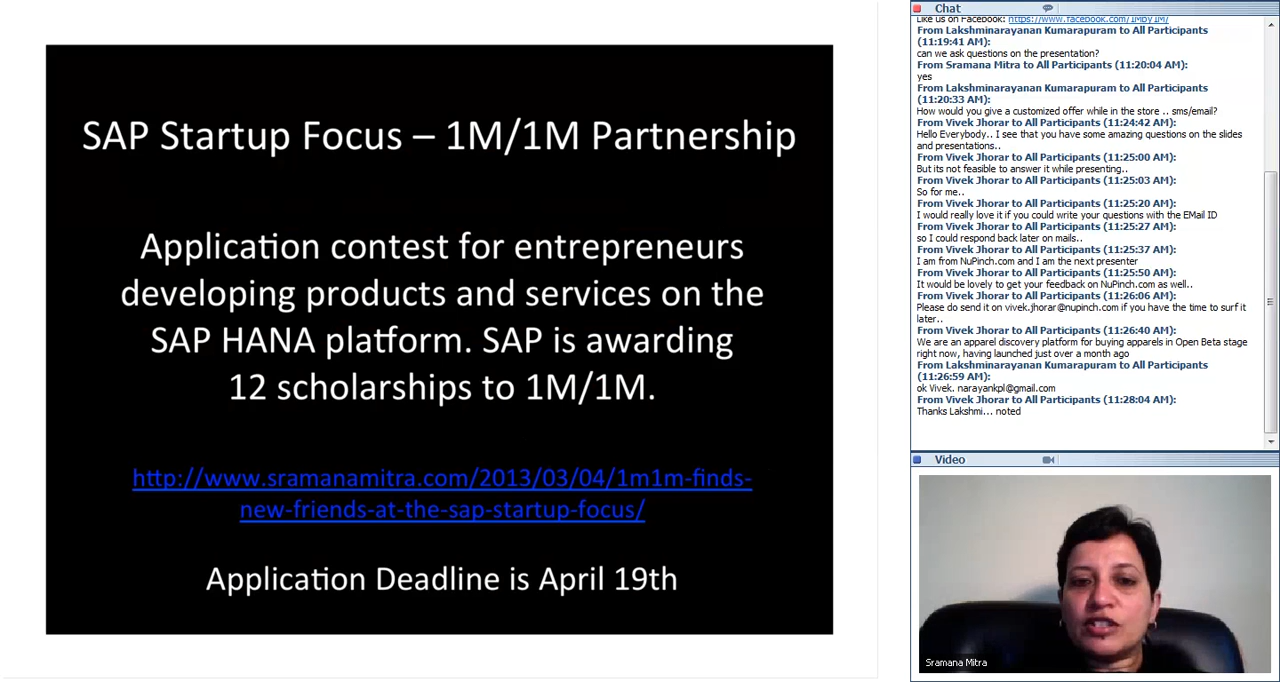 SAP Startup Focus – 1M/1M Partnership
Application contest for entrepreneurs
developing products and services on the
SAP HANA platform. SAP is awarding
12 scholarships to 1M/1M.
http://www.sramanamitra.com/2013/03/04/1m1m-finds-
new-friends-at-the-sap-startup-focus/
Application Deadline is April 19th
Chat
Like us on Facebook: https://www.facebook.com/1Mby1M/
From Lakshminarayanan Kumarapuram to All Participants
(11:19:41 AM):
can we ask questions on the presentation?
From Sramana Mitra to All Participants (11:20:04 AM):
yes
From Lakshminarayanan Kumarapuram to All Participants
(11:20:33 AM):
How would you give a customized offer while in the store .. sms/email?
From Vivek Jhorar to All Participants (11:24:42 AM):
Hello Everybody.. I see that you have some amazing questions on the slides
and presentations..
From Vivek Jhorar to All Participants (11:25:00 AM):
But its not feasible to answer it while presenting..
From Vivek Jhorar to All Participants (11:25:03 AM):
So for me..
From Vivek Jhorar to All Participants (11:25:20 AM):
I would really love it if you could write your questions with the EMail ID
From Vivek Jhorar to All Participants (11:25:27 AM):
so I could respond back later on mails..
From Vivek Jhorar to All Participants (11:25:37 AM):
I am from NuPinch.com and I am the next presenter
From Vivek Jhorar to All Participants (11:25:50 AM):
It would be lovely to get your feedback on NuPinch.com as well..
From Vivek Jhorar to All Participants (11:26:06 AM):
Please do send it on vivek.jhorar@nupinch.com if you have the time to surf it
later..
From Vivek Jhorar to All Participants (11:26:40 AM):
We are an apparel discovery platform for buying apparels in Open Beta stage
right now, having launched just over a month ago
From Lakshminarayanan Kumarapuram to All Participants
(11:26:59 AM):
ok Vivek. narayankpl@gmail.com
From Vivek Jhorar to All Participants (11:28:04 AM):
Thanks Lakshmi... noted
Video
Sramana Mitra